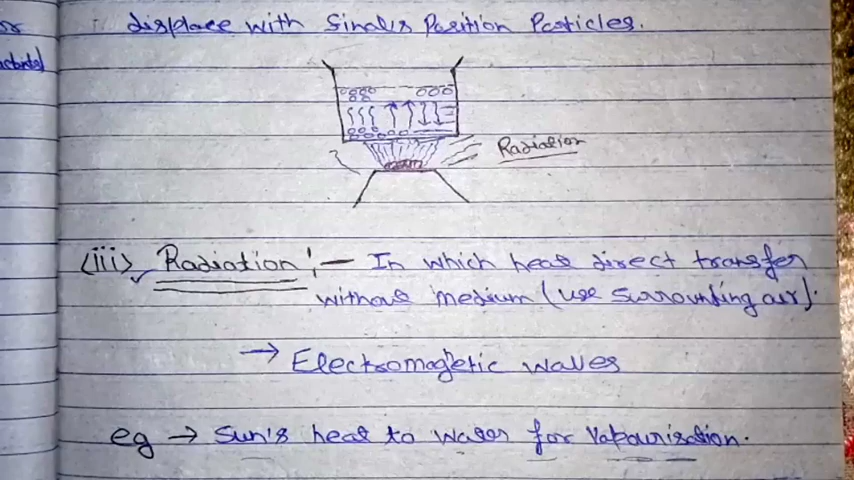 displace with Similar Position Particles.
Radiation
(iii) Radiation :- In which heat direct transfer
without medium (use surrounding air).
→ Electromagnetic waves
eg → Sun's heat to water for Vapourisation.